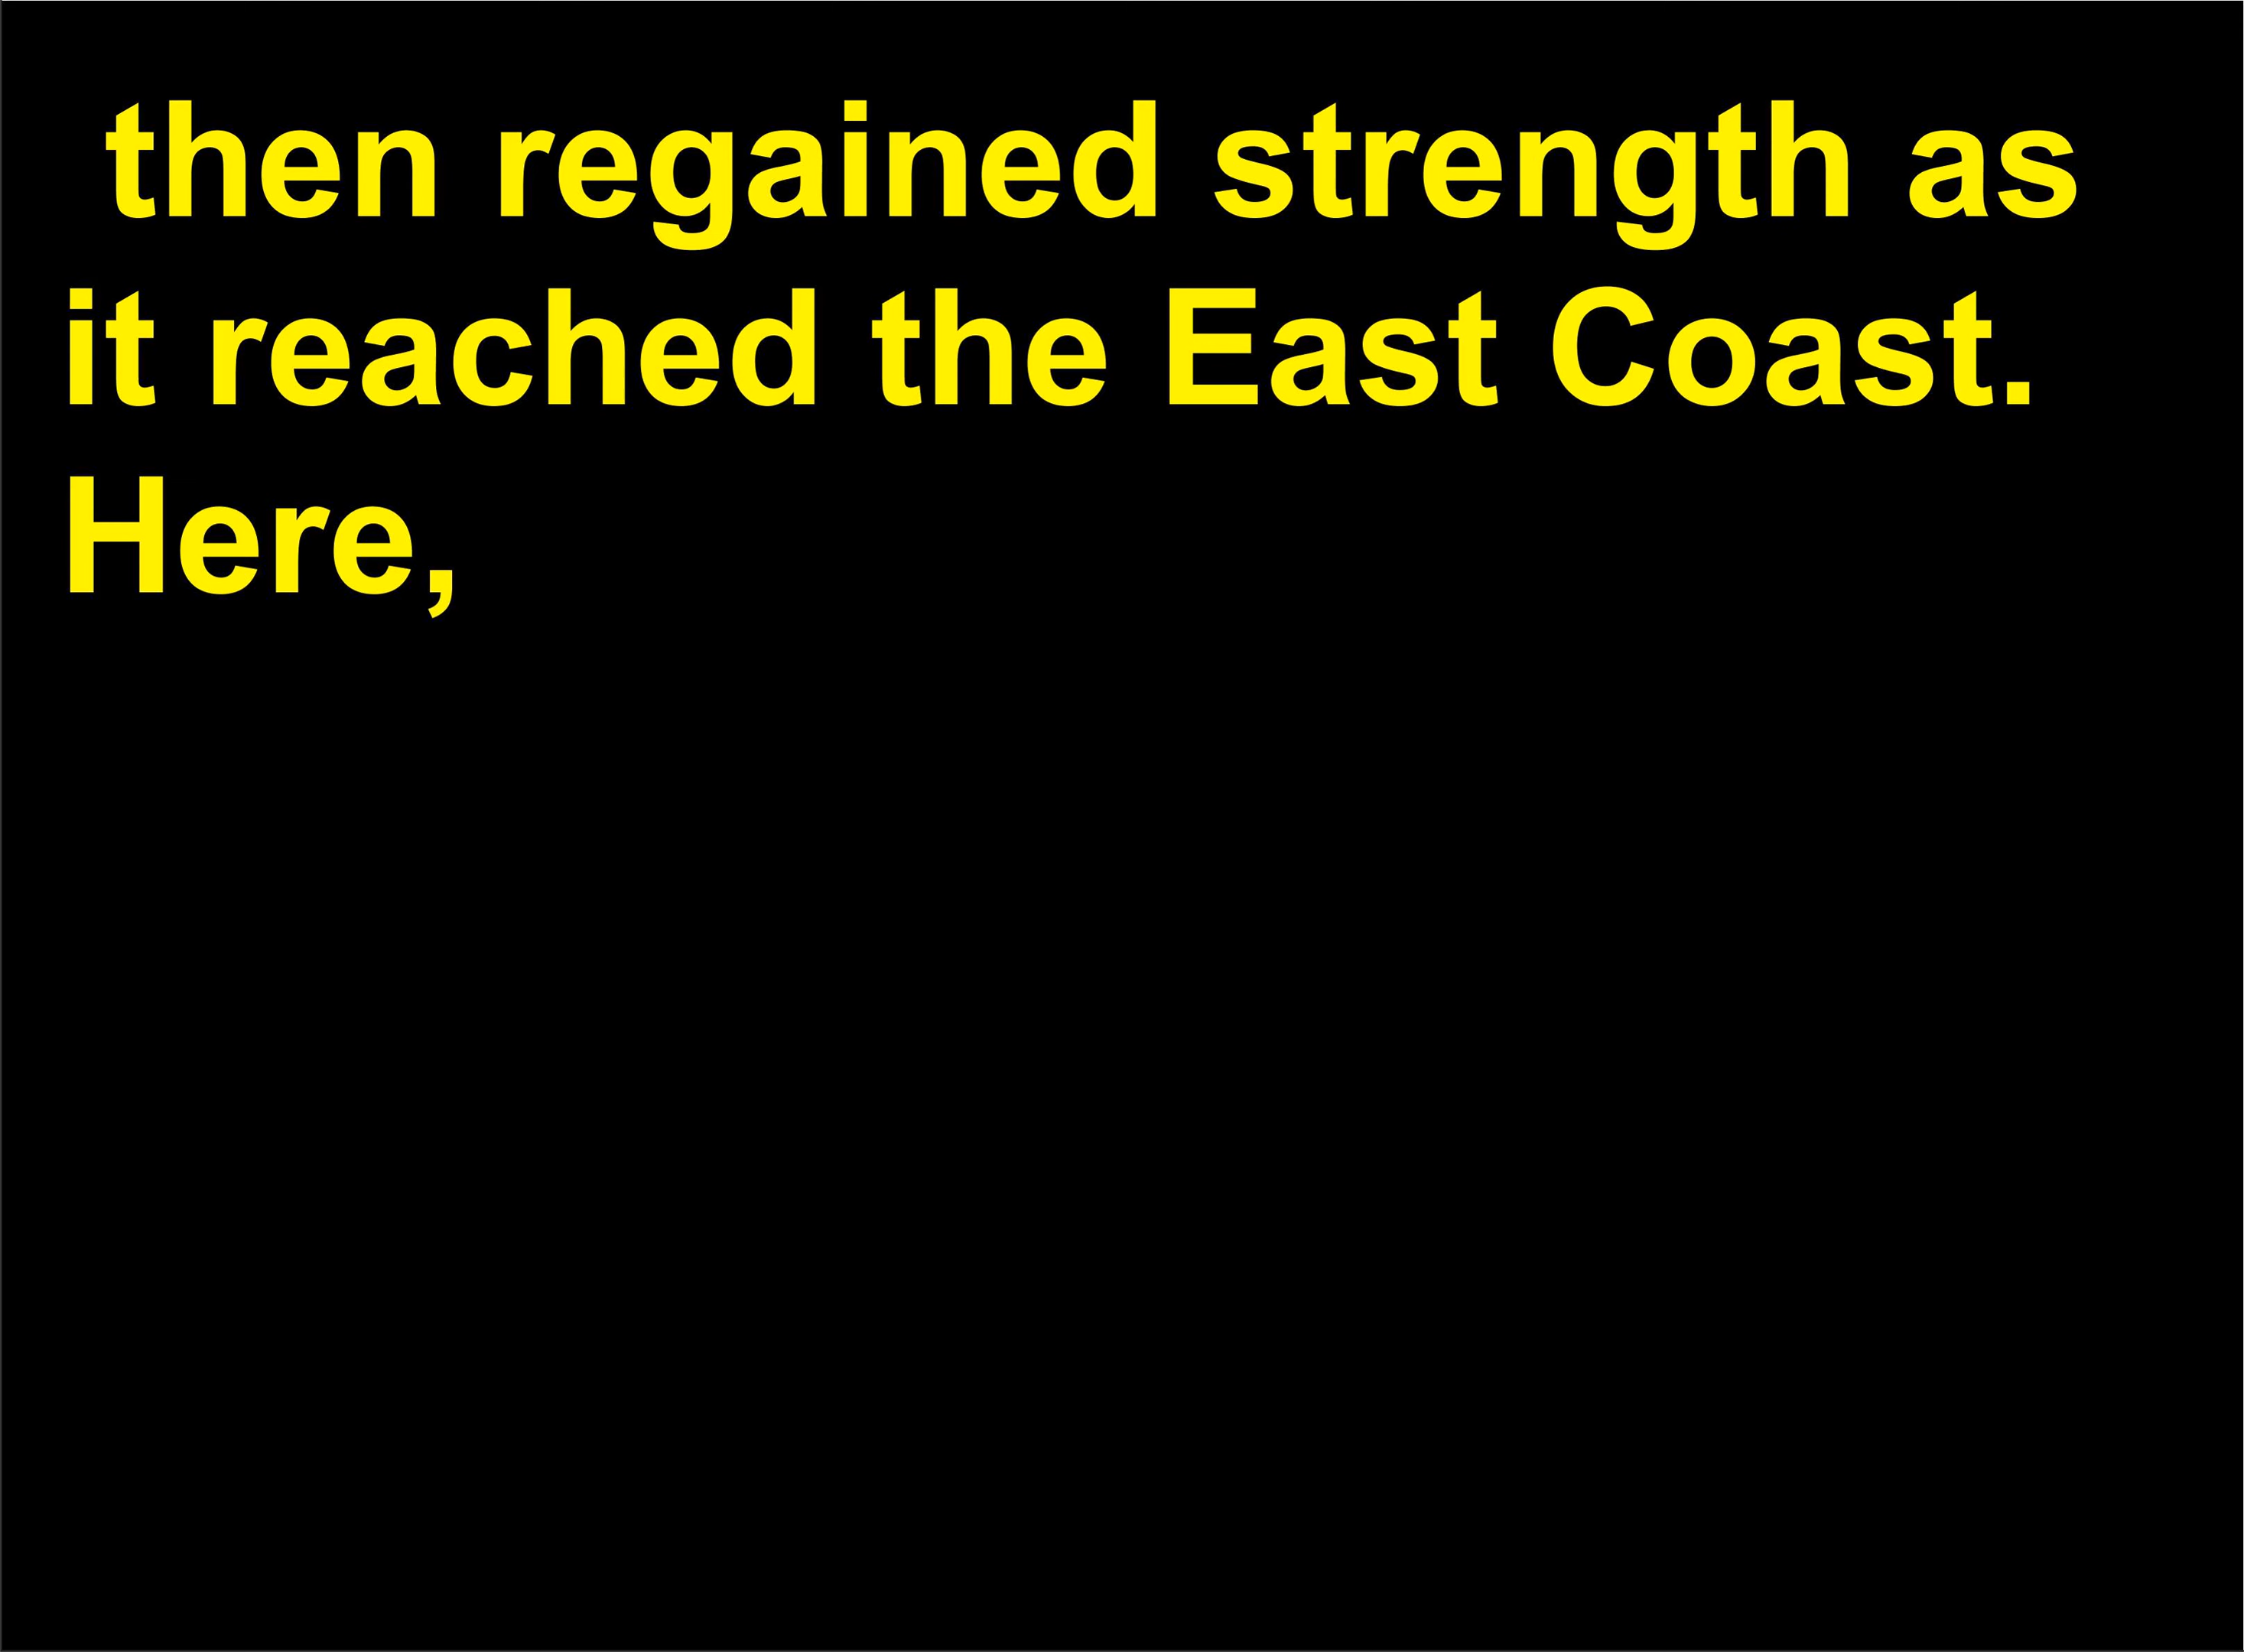 then regained strength as
it reached the East Coast.
Here,